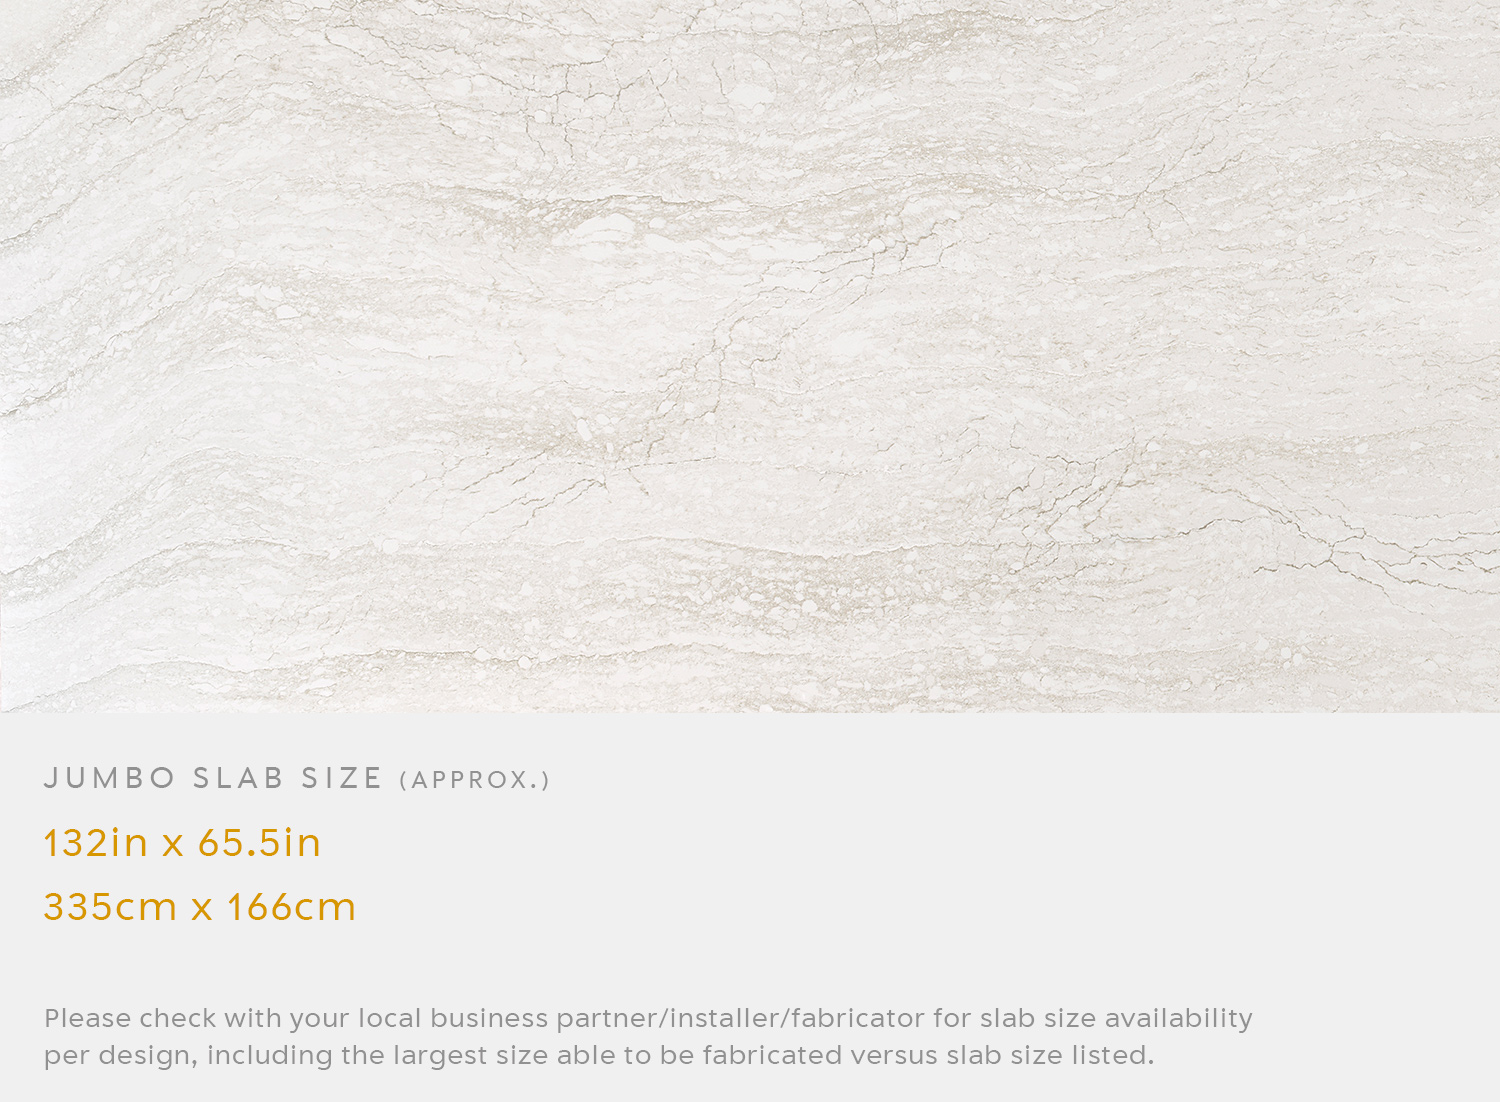 JUMBO SLAB SIZE (APPROX.)
132in x 65.5in
335cm x 166cm
Please check with your local business partner/installer/fabricator for slab size availability
per design, including the largest size able to be fabricated versus slab size listed.